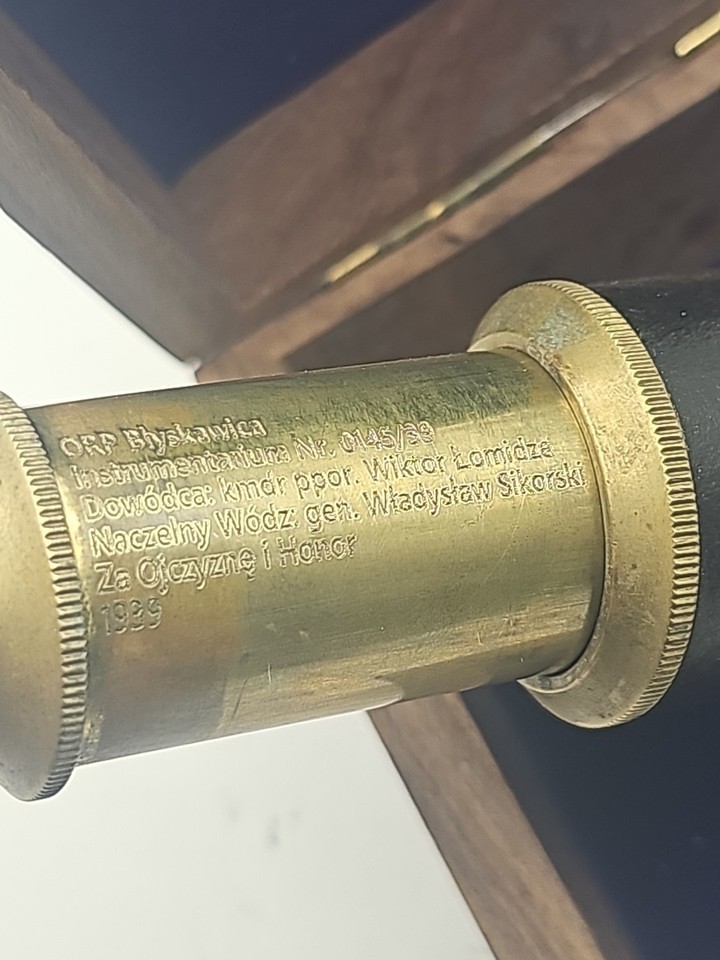 ORP Błyskawica
Instrumentarium Nr. 0145/39
Dowódca: kmdr ppor. Wiktor Łomidze
Naczelny Wódz: gen. Władysław Sikorski
Za Ojczyznę i Honor
1939